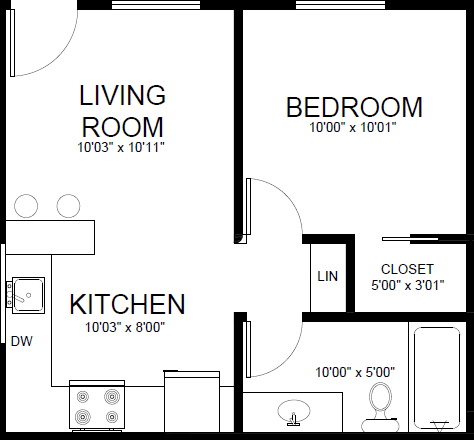 LIVING
ROOM
10'03" x 10'11"
BEDROOM
10'00" x 10'01"
LIN
CLOSET
5'00" x 3'01"
KITCHEN
10'03" x 8'00"
DW
10'00" x 5'00"